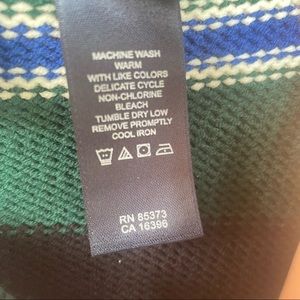 MACHINE WASH
WARM
WITH LIKE COLORS
DELICATE CYCLE
NON-CHLORINE
BLEACH
TUMBLE DRY LOW
REMOVE PROMPTLY
COOL IRON
RN 85373
CA 16396